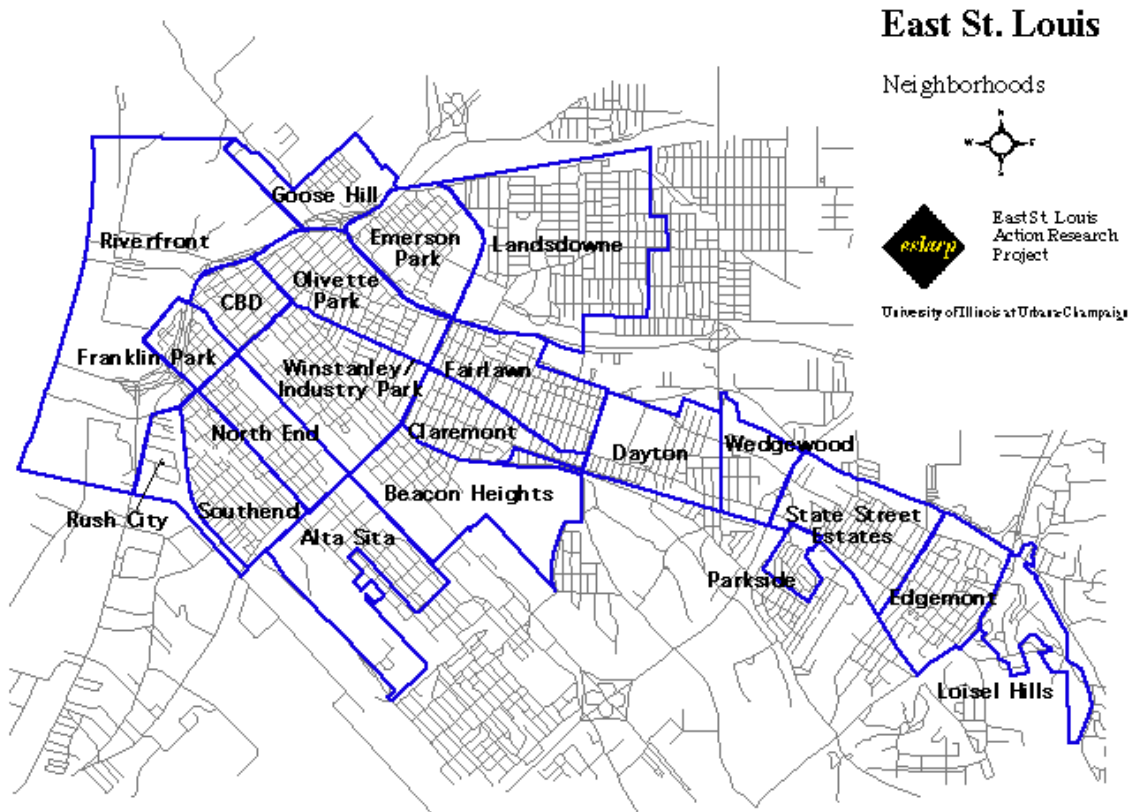 East St. Louis
Neighborhoods
N
W
E
S
eslarp
East St. Louis
Action Research
Project
University of Illinois at Urbana Champaign
Goose Hill
Riverfront
Emerson
Park
Landsdowne
Olivette
Park
CBD
Franklin Park
Winstanley/
Industry Park
Fairlawn
North End
Claremont
Dayton
Wedgewood
Beacon Heights
Rush City
Southend
Alta Sita
State Street
Estates
Parkside
Edgemont
Loisel Hills